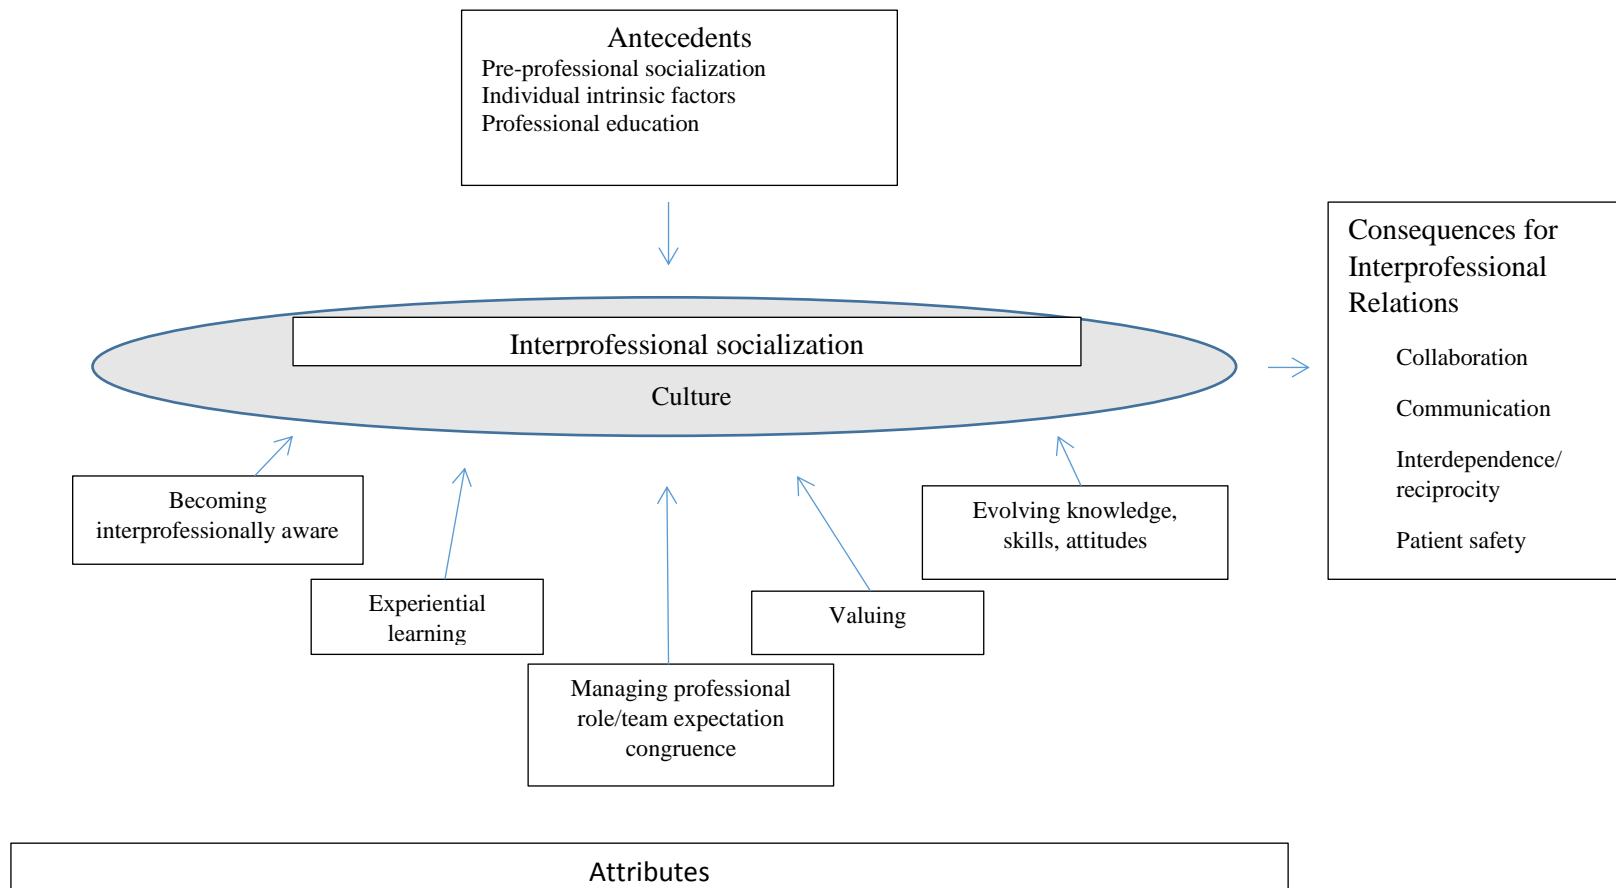 Antecedents
Pre-professional socialization
Individual intrinsic factors
Professional education
Consequences for
Interprofessional
Relations
Collaboration
Communication
Interdependence/
reciprocity
Patient safety
Interprofessional socialization
Culture
Becoming
interprofessionally aware
Experiential
learning
Managing professional
role/team expectation
congruence
Valuing
Evolving knowledge,
skills, attitudes
Attributes